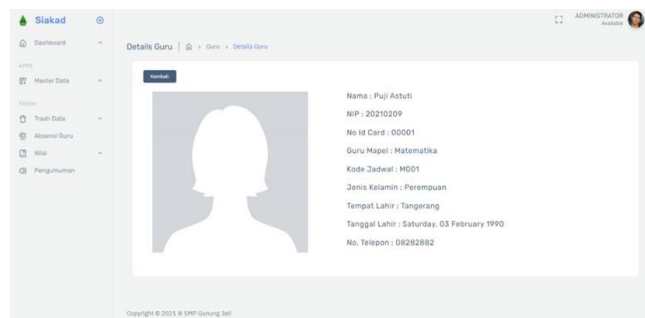 Siakad
ADMINISTRATOR
Available
Dashboard
Details Guru | > Guru > Details Guru
APPS
Master Data
TRASH
Trash Data
Absensi Guru
Nilai
Pengumuman
Kembali
Nama : Puji Astuti
NIP : 20210209
No Id Card : 00001
Guru Mapel : Matematika
Kode Jadwal : M001
Jenis Kelamin : Perempuan
Tempat Lahir : Tangerang
Tanggal Lahir : Saturday, 03 February 1990
No. Telepon : 08282882
Copyright © 2021 © SMP Gunung Jati